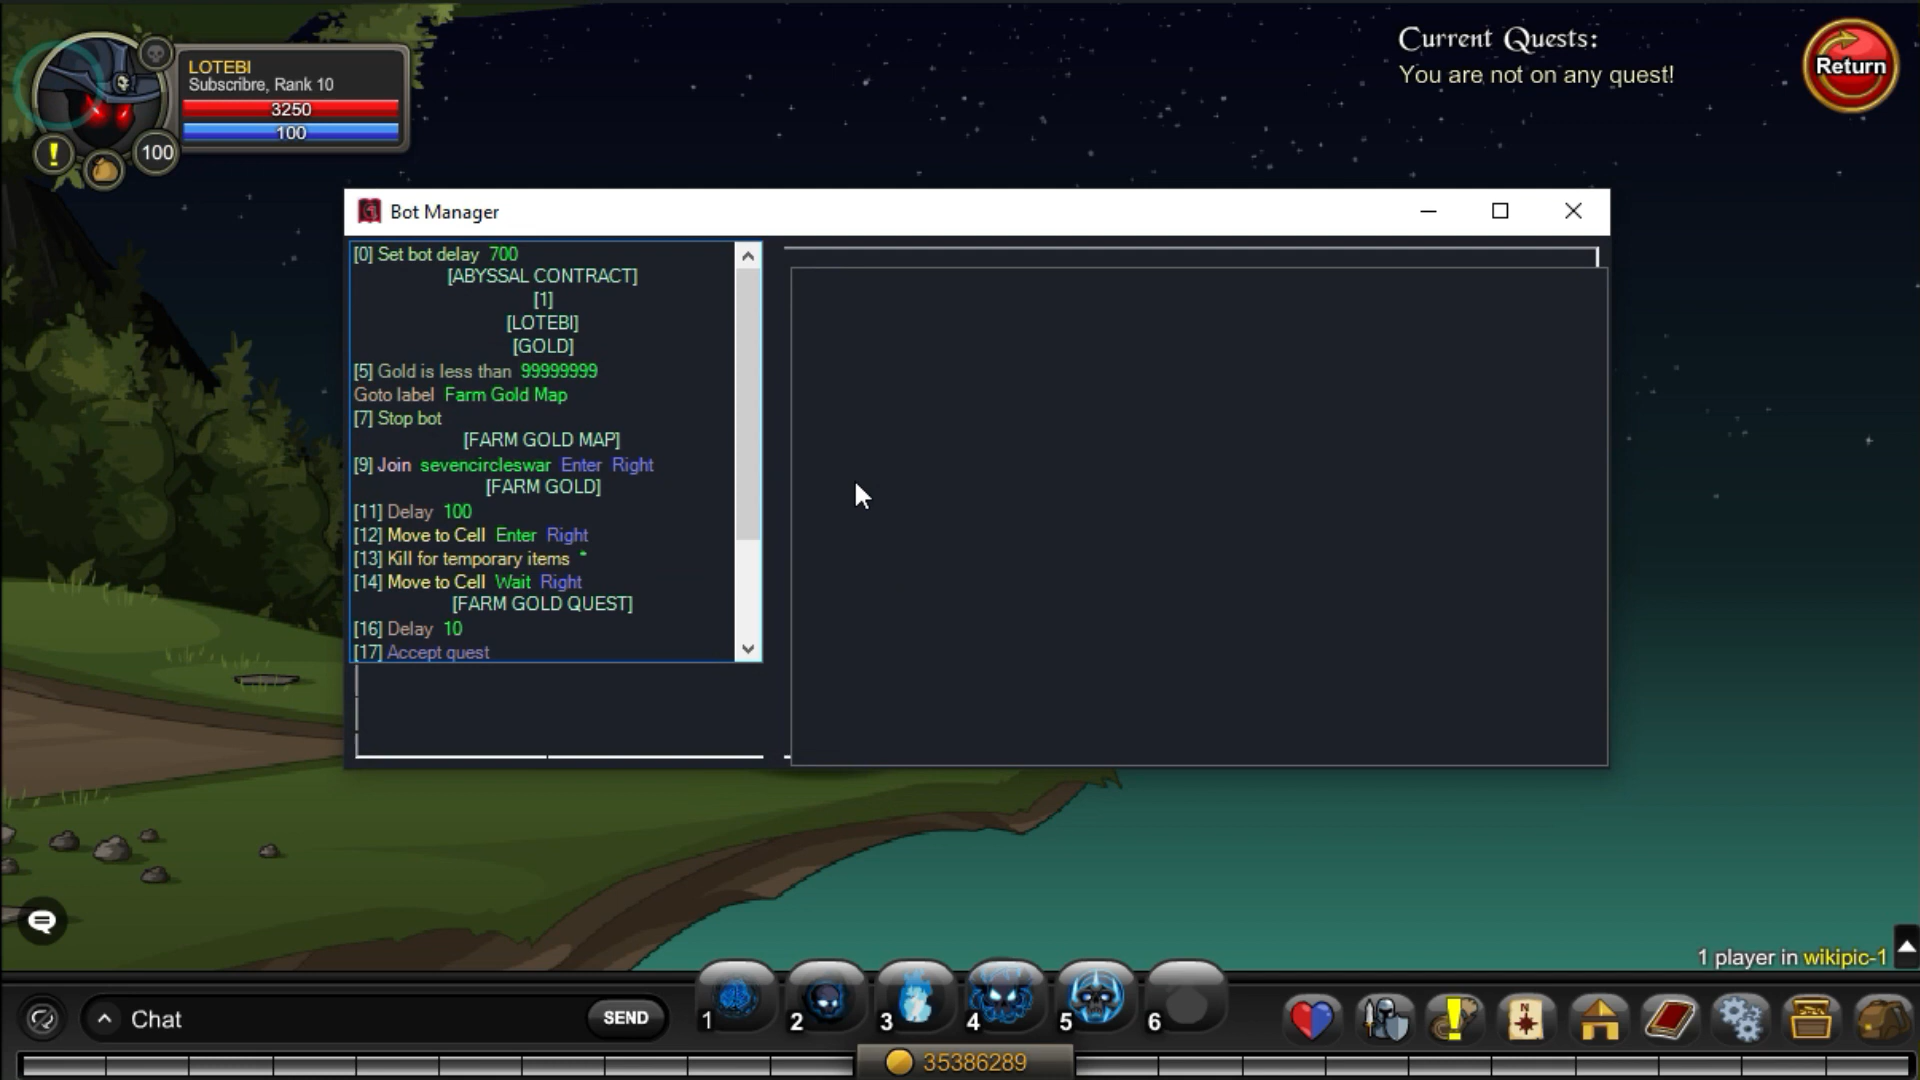 LOTEBI
Subscribre, Rank 10
3250
100
100
Current Quests:
You are not on any quest!
Return
Bot Manager
[0] Set bot delay 700
[ABYSSAL CONTRACT]
[1]
[LOTEBI]
[GOLD]
[5] Gold is less than 99999999
Goto label Farm Gold Map
[7] Stop bot
[FARM GOLD MAP]
[9] Join sevencircleswar Enter Right
[FARM GOLD]
[11] Delay 100
[12] Move to Cell Enter Right
[13] Kill for temporary items *
[14] Move to Cell Wait Right
[FARM GOLD QUEST]
[16] Delay 10
[17] Accept quest
1 player in wikipic-1
Chat
SEND
1
2
3
4
5
6
N
35386289